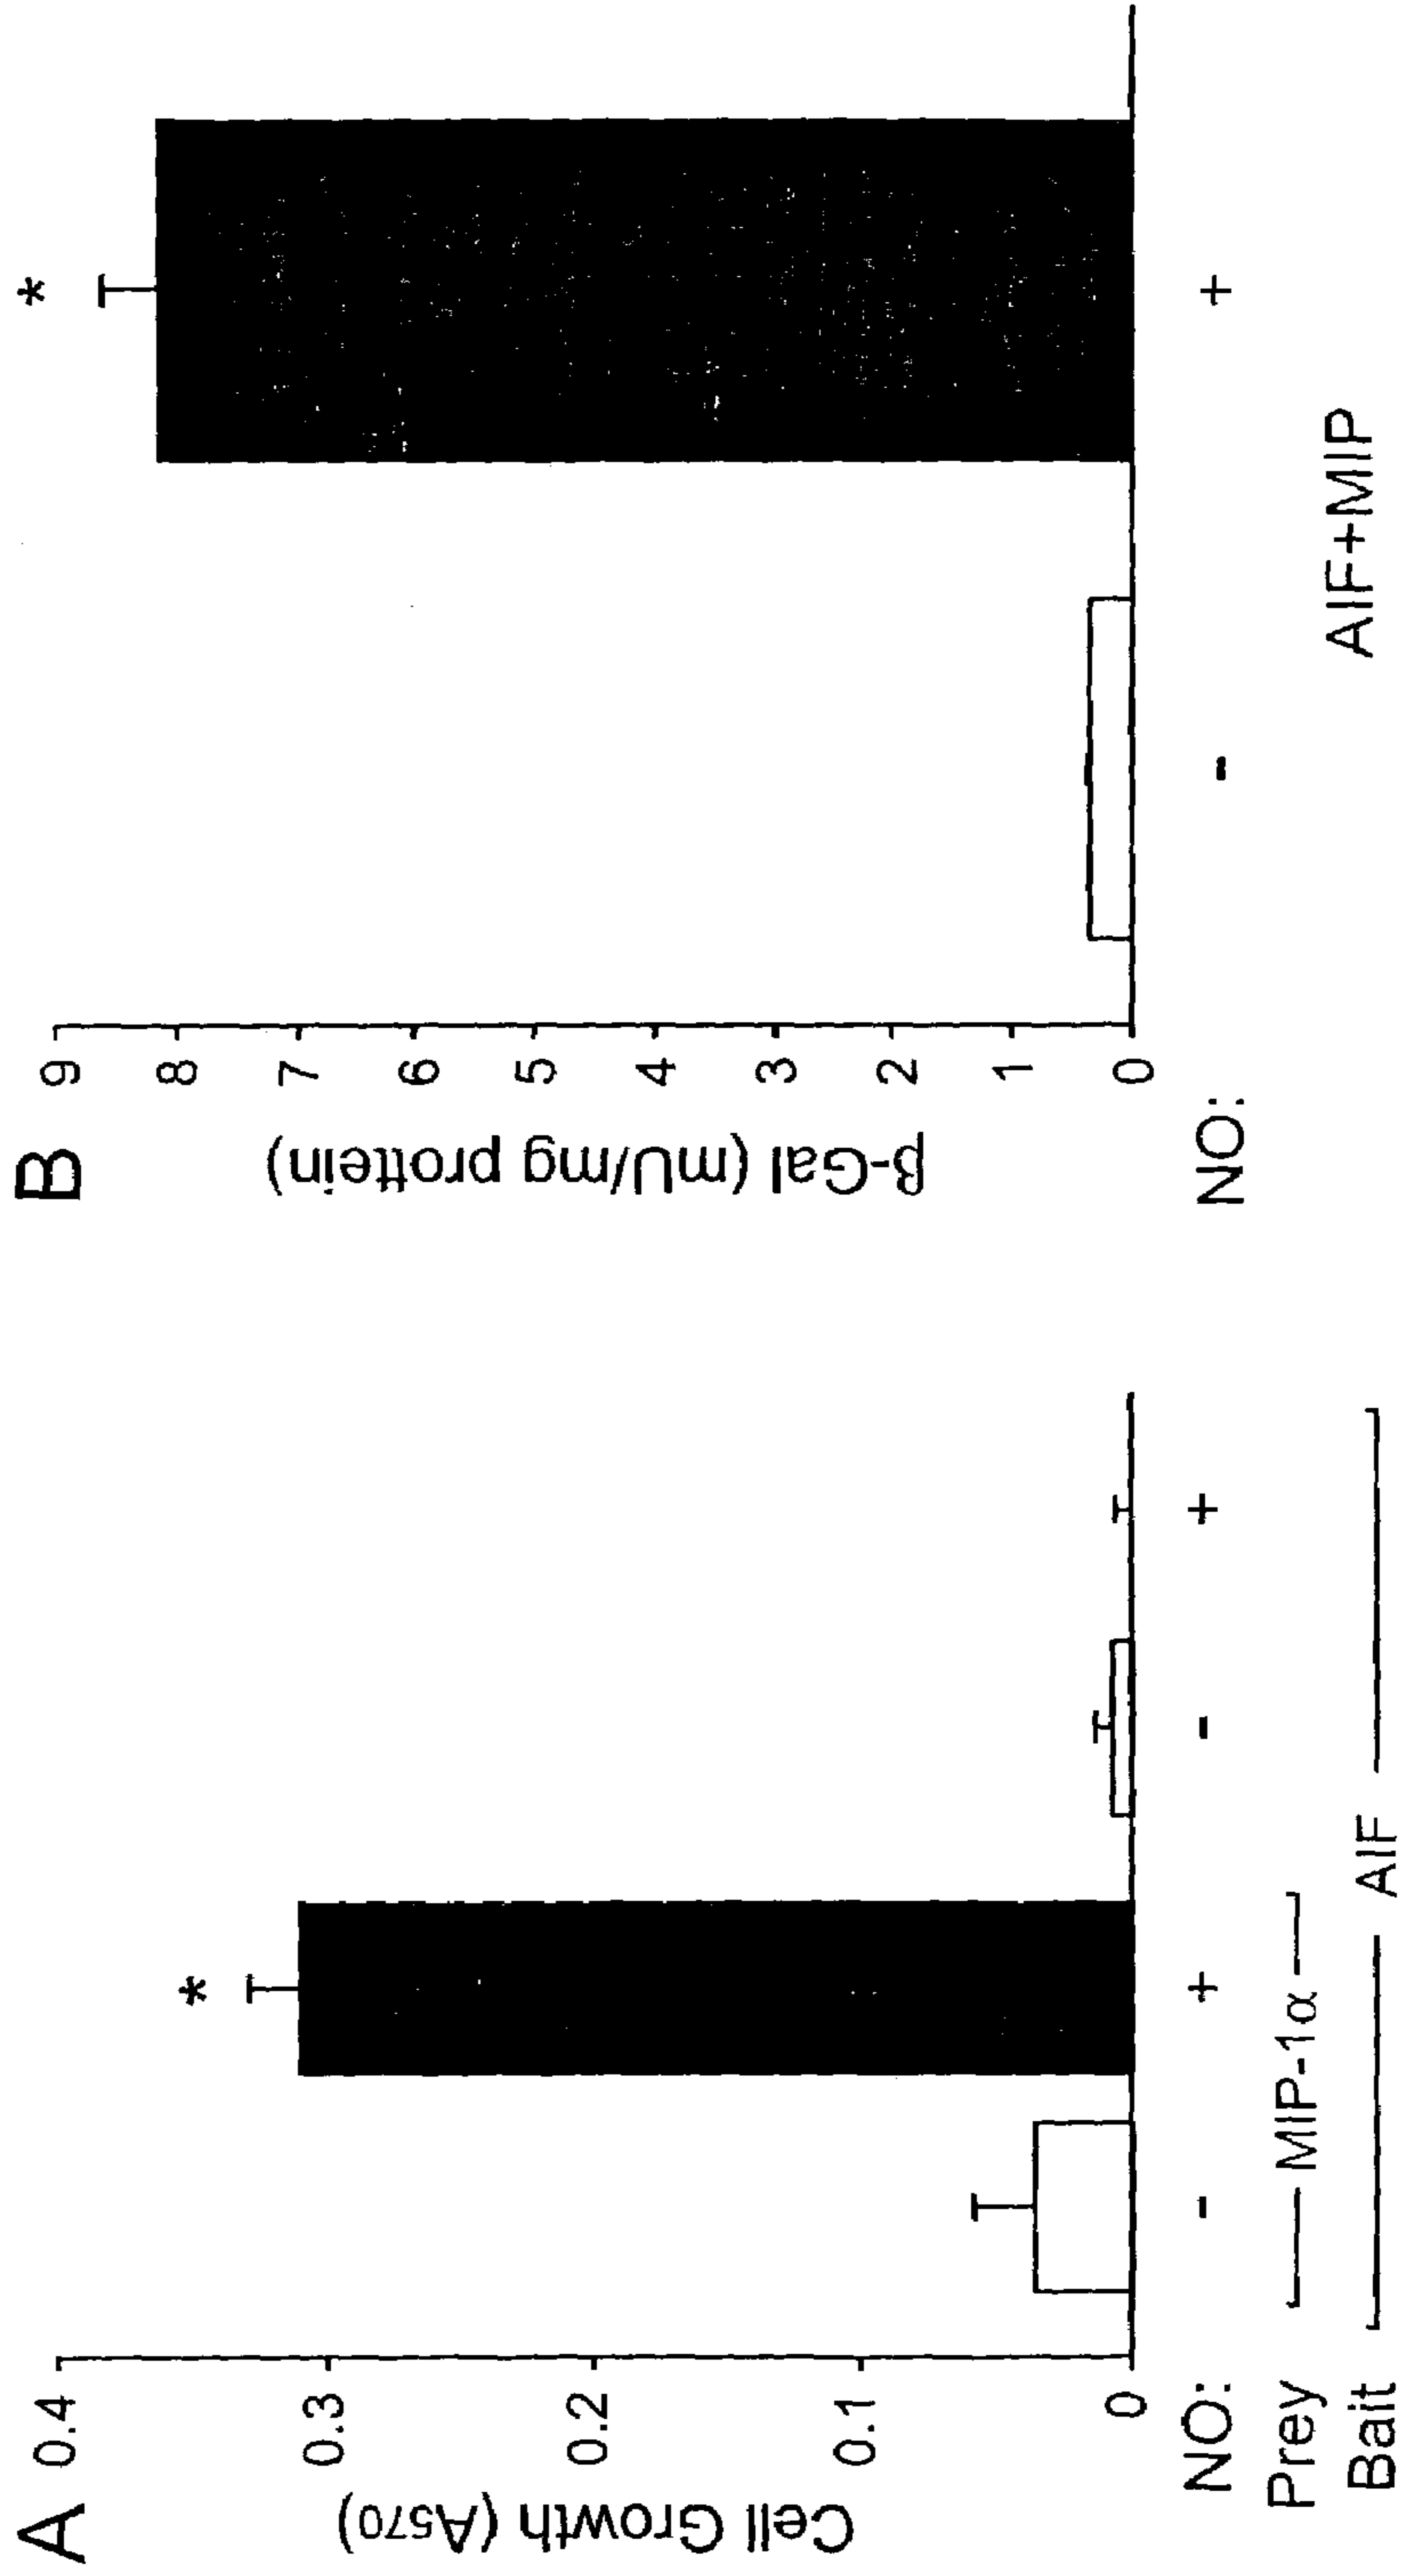 A
Cell Growth (A570)
0.4
0.3
0.2
0.1
0
*
NO: - + - +
Prey MIP-1α
Bait AIF
B
β-Gal (mU/mg prottein)
9
8
7
6
5
4
3
2
1
0
*
NO: - +
AIF+MIP